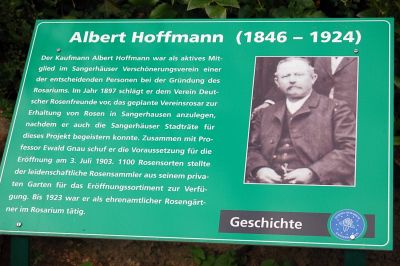 Albert Hoffmann (1846 – 1924)
Der Kaufmann Albert Hoffmann war als aktives Mit-
glied im Sangerhäuser Verschönerungsverein einer
der entscheidenden Personen bei der Gründung des
Rosariums. Im Jahr 1897 schlägt er dem Verein Deut-
scher Rosenfreunde vor, das geplante Vereinsrosar zur
Erhaltung von Rosen in Sangerhausen anzulegen,
nachdem er auch die Sangerhäuser Stadträte für
dieses Projekt begeistern konnte. Zusammen mit Pro-
fessor Ewald Gnau schuf er die Voraussetzung für die
Eröffnung am 3. Juli 1903. 1100 Rosensorten stellte
der leidenschaftliche Rosensammler aus seinem priva-
ten Garten für das Eröffnungssortiment zur Verfü-
gung. Bis 1923 war er als ehrenamtlicher Rosengärt-
ner im Rosarium tätig.
Geschichte